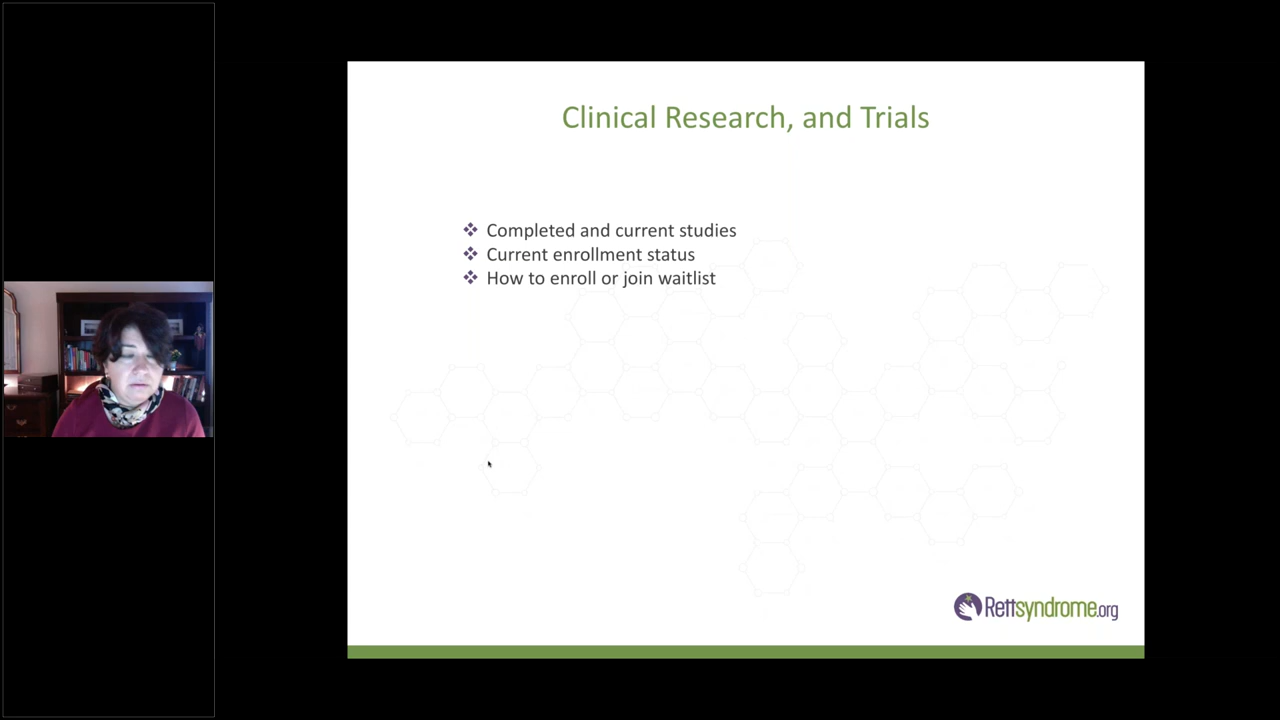 Clinical Research, and Trials
Completed and current studies
Current enrollment status
How to enroll or join waitlist
Rettsyndrome.org